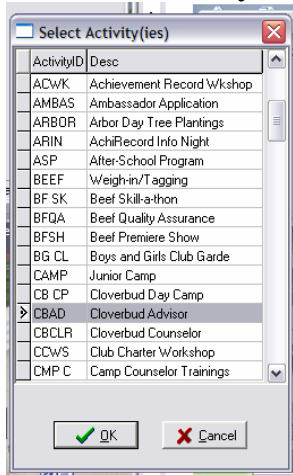 Select Activity(ies)
ActivityID Desc
ACWK Achievement Record Wkshop
AMBAS Ambassador Application
ARBOR Arbor Day Tree Plantings
ARIN AchiRecord Info Night
ASP After-School Program
BEEF Weigh-in/Tagging
BF SK Beef Skill-a-thon
BFQA Beef Quality Assurance
BFSH Beef Premiere Show
BG CL Boys and Girls Club Garde
CAMP Junior Camp
CB CP Cloverbud Day Camp
CBAD Cloverbud Advisor
CBCLR Cloverbud Counselor
CCWS Club Charter Workshop
CMP C Camp Counselor Trainings
OK Cancel